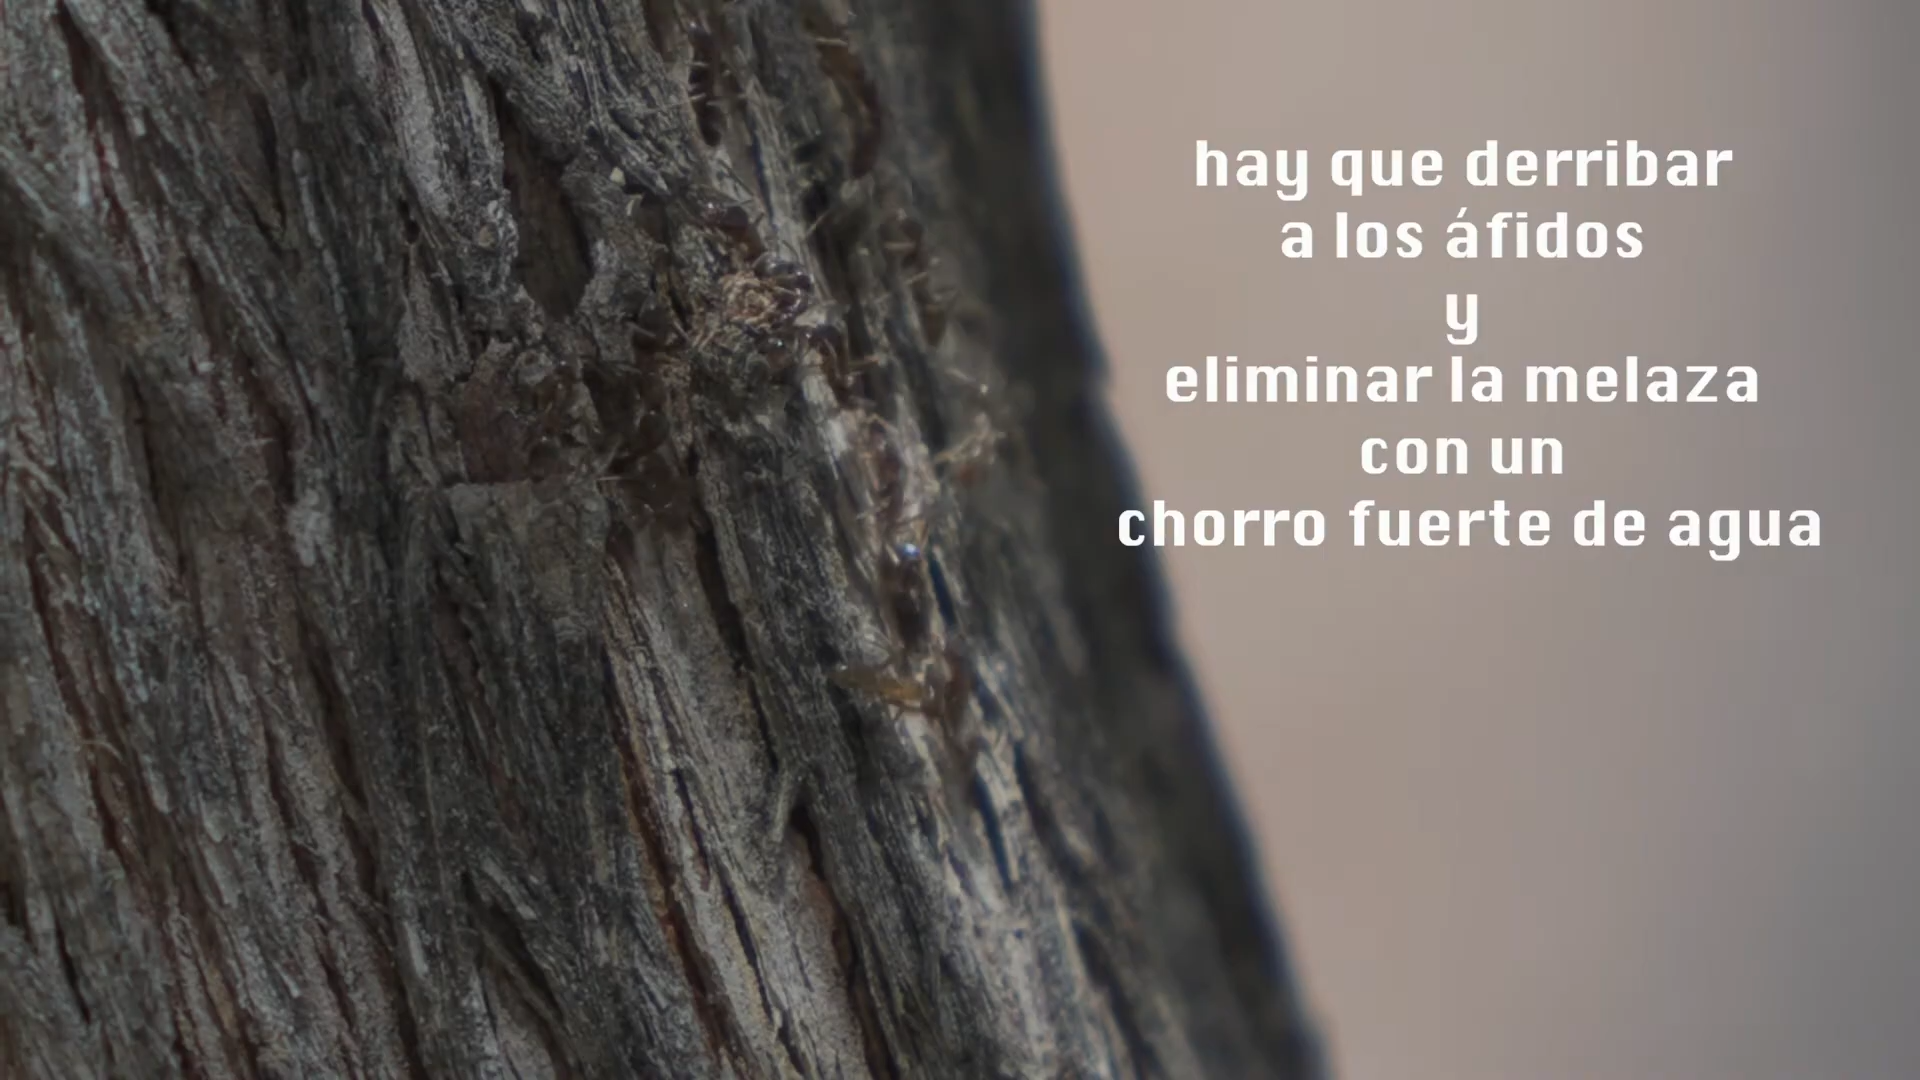 hay que derribar
a los áfidos
y
eliminar la melaza
con un
chorro fuerte de agua